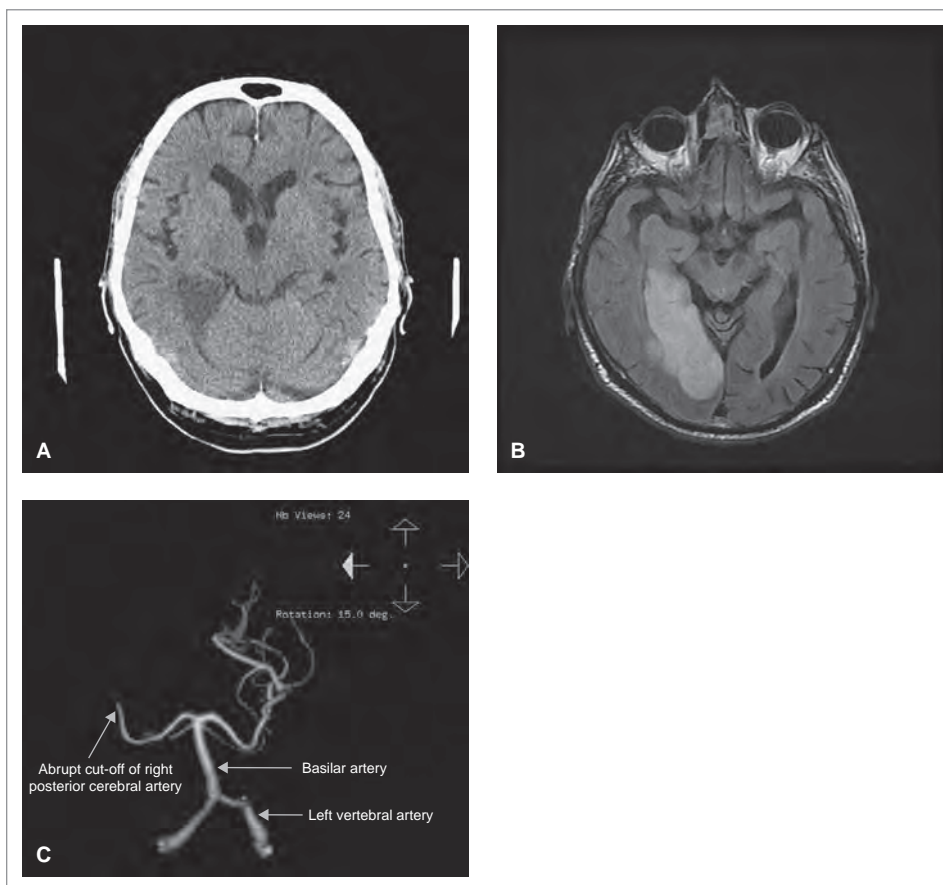 A
B
Nb Views: 24
Rotation: 15.0 deg.
Abrupt cut-off of right
posterior cerebral artery
Basilar artery
Left vertebral artery
C